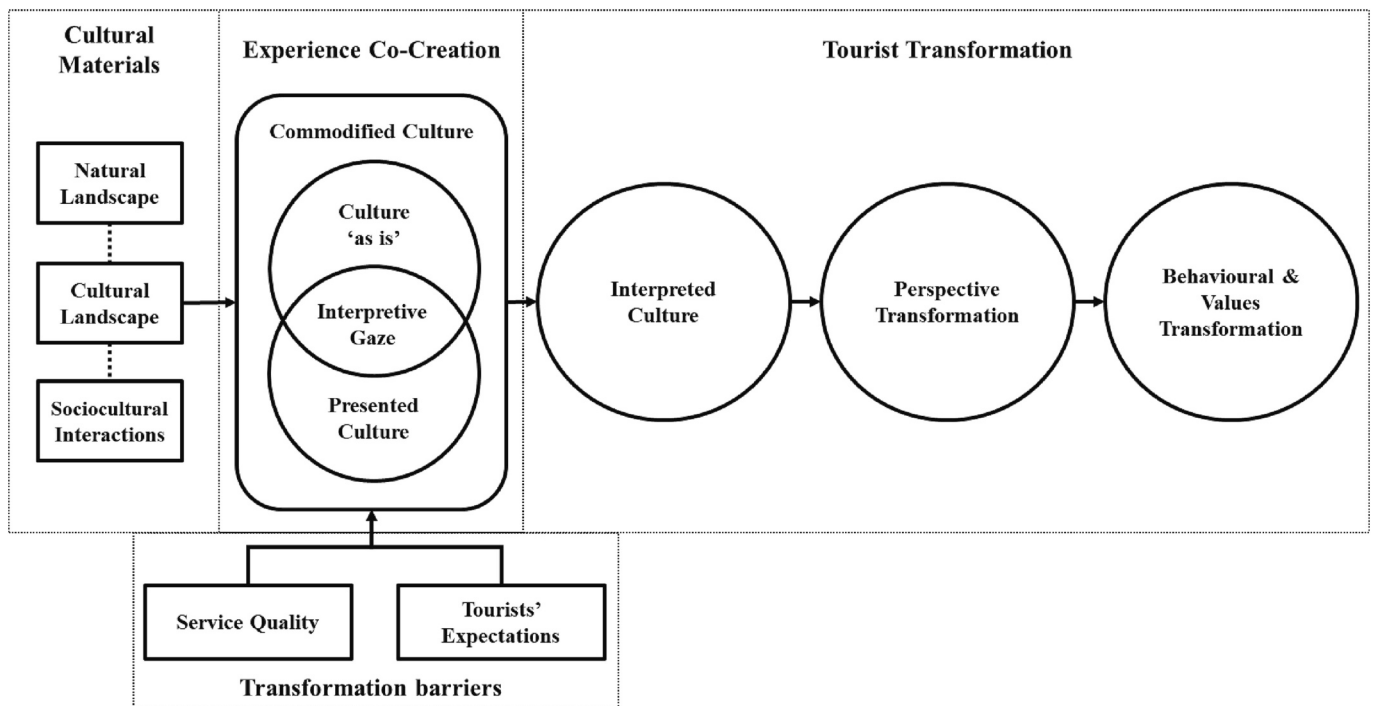 Cultural
Materials
Experience Co-Creation
Tourist Transformation
Natural
Landscape
Cultural
Landscape
Sociocultural
Interactions
Commodified Culture
Culture
‘as is’
Interpretive
Gaze
Presented
Culture
Interpreted
Culture
Perspective
Transformation
Behavioural &
Values
Transformation
Service Quality
Tourists’
Expectations
Transformation barriers